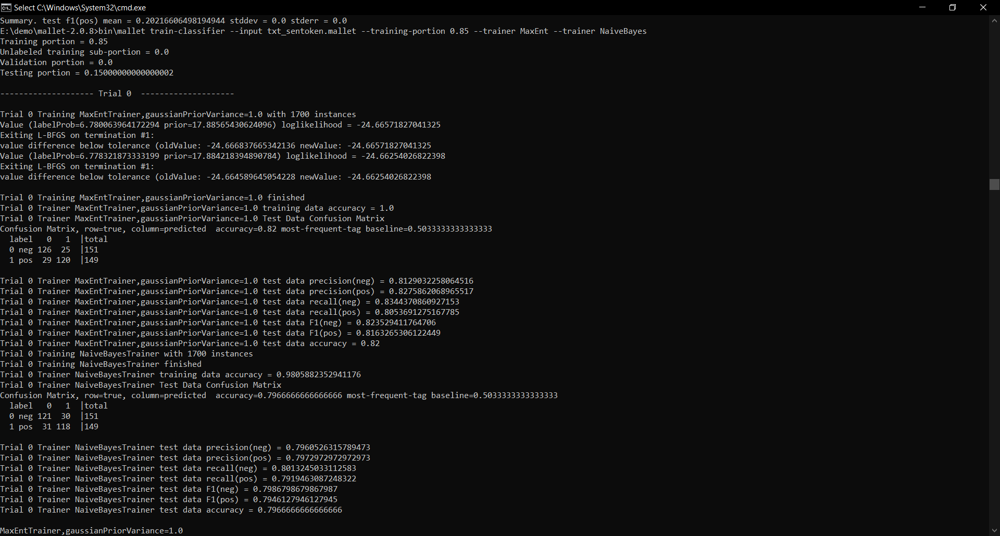 Select C:\Windows\System32\cmd.exe
Summary. test f1(pos) mean = 0.20216606498194944 stddev = 0.0 stderr = 0.0
E:\demo\mallet-2.0.8>bin\mallet train-classifier --input txt_sentoken.mallet --training-portion 0.85 --trainer MaxEnt --trainer NaiveBayes
Training portion = 0.85
Unlabeled training sub-portion = 0.0
Validation portion = 0.0
Testing portion = 0.15000000000000002
-------------------- Trial 0  --------------------
Trial 0 Training MaxEntTrainer,gaussianPriorVariance=1.0 with 1700 instances
Value (labelProb=6.780063964172294 prior=17.88565430624096) loglikelihood = -24.66571827041325
Exiting L-BFGS on termination #1:
value difference below tolerance (oldValue: -24.666837665342136 newValue: -24.66571827041325
Value (labelProb=6.778321873333199 prior=17.884218394890784) loglikelihood = -24.66254026822398
Exiting L-BFGS on termination #1:
value difference below tolerance (oldValue: -24.664589645054228 newValue: -24.66254026822398
Trial 0 Training MaxEntTrainer,gaussianPriorVariance=1.0 finished
Trial 0 Trainer MaxEntTrainer,gaussianPriorVariance=1.0 training data accuracy = 1.0
Trial 0 Trainer MaxEntTrainer,gaussianPriorVariance=1.0 Test Data Confusion Matrix
Confusion Matrix, row=true, column=predicted  accuracy=0.82 most-frequent-tag baseline=0.5033333333333333
  label   0   1  |total
  0 neg 126  25  |151
  1 pos  29 120  |149
Trial 0 Trainer MaxEntTrainer,gaussianPriorVariance=1.0 test data precision(neg) = 0.8129032258064516
Trial 0 Trainer MaxEntTrainer,gaussianPriorVariance=1.0 test data precision(pos) = 0.8275862068965517
Trial 0 Trainer MaxEntTrainer,gaussianPriorVariance=1.0 test data recall(neg) = 0.8344370860927153
Trial 0 Trainer MaxEntTrainer,gaussianPriorVariance=1.0 test data recall(pos) = 0.8053691275167785
Trial 0 Trainer MaxEntTrainer,gaussianPriorVariance=1.0 test data F1(neg) = 0.823529411764706
Trial 0 Trainer MaxEntTrainer,gaussianPriorVariance=1.0 test data F1(pos) = 0.8163265306122449
Trial 0 Trainer MaxEntTrainer,gaussianPriorVariance=1.0 test data accuracy = 0.82
Trial 0 Training NaiveBayesTrainer with 1700 instances
Trial 0 Training NaiveBayesTrainer finished
Trial 0 Trainer NaiveBayesTrainer training data accuracy = 0.9805882352941176
Trial 0 Trainer NaiveBayesTrainer Test Data Confusion Matrix
Confusion Matrix, row=true, column=predicted  accuracy=0.7966666666666666 most-frequent-tag baseline=0.5033333333333333
  label   0   1  |total
  0 neg 121  30  |151
  1 pos  31 118  |149
Trial 0 Trainer NaiveBayesTrainer test data precision(neg) = 0.7960526315789473
Trial 0 Trainer NaiveBayesTrainer test data precision(pos) = 0.7972972972972973
Trial 0 Trainer NaiveBayesTrainer test data recall(neg) = 0.8013245033112583
Trial 0 Trainer NaiveBayesTrainer test data recall(pos) = 0.7919463087248322
Trial 0 Trainer NaiveBayesTrainer test data F1(neg) = 0.7986798679867987
Trial 0 Trainer NaiveBayesTrainer test data F1(pos) = 0.7946127946127945
Trial 0 Trainer NaiveBayesTrainer test data accuracy = 0.7966666666666666
MaxEntTrainer,gaussianPriorVariance=1.0